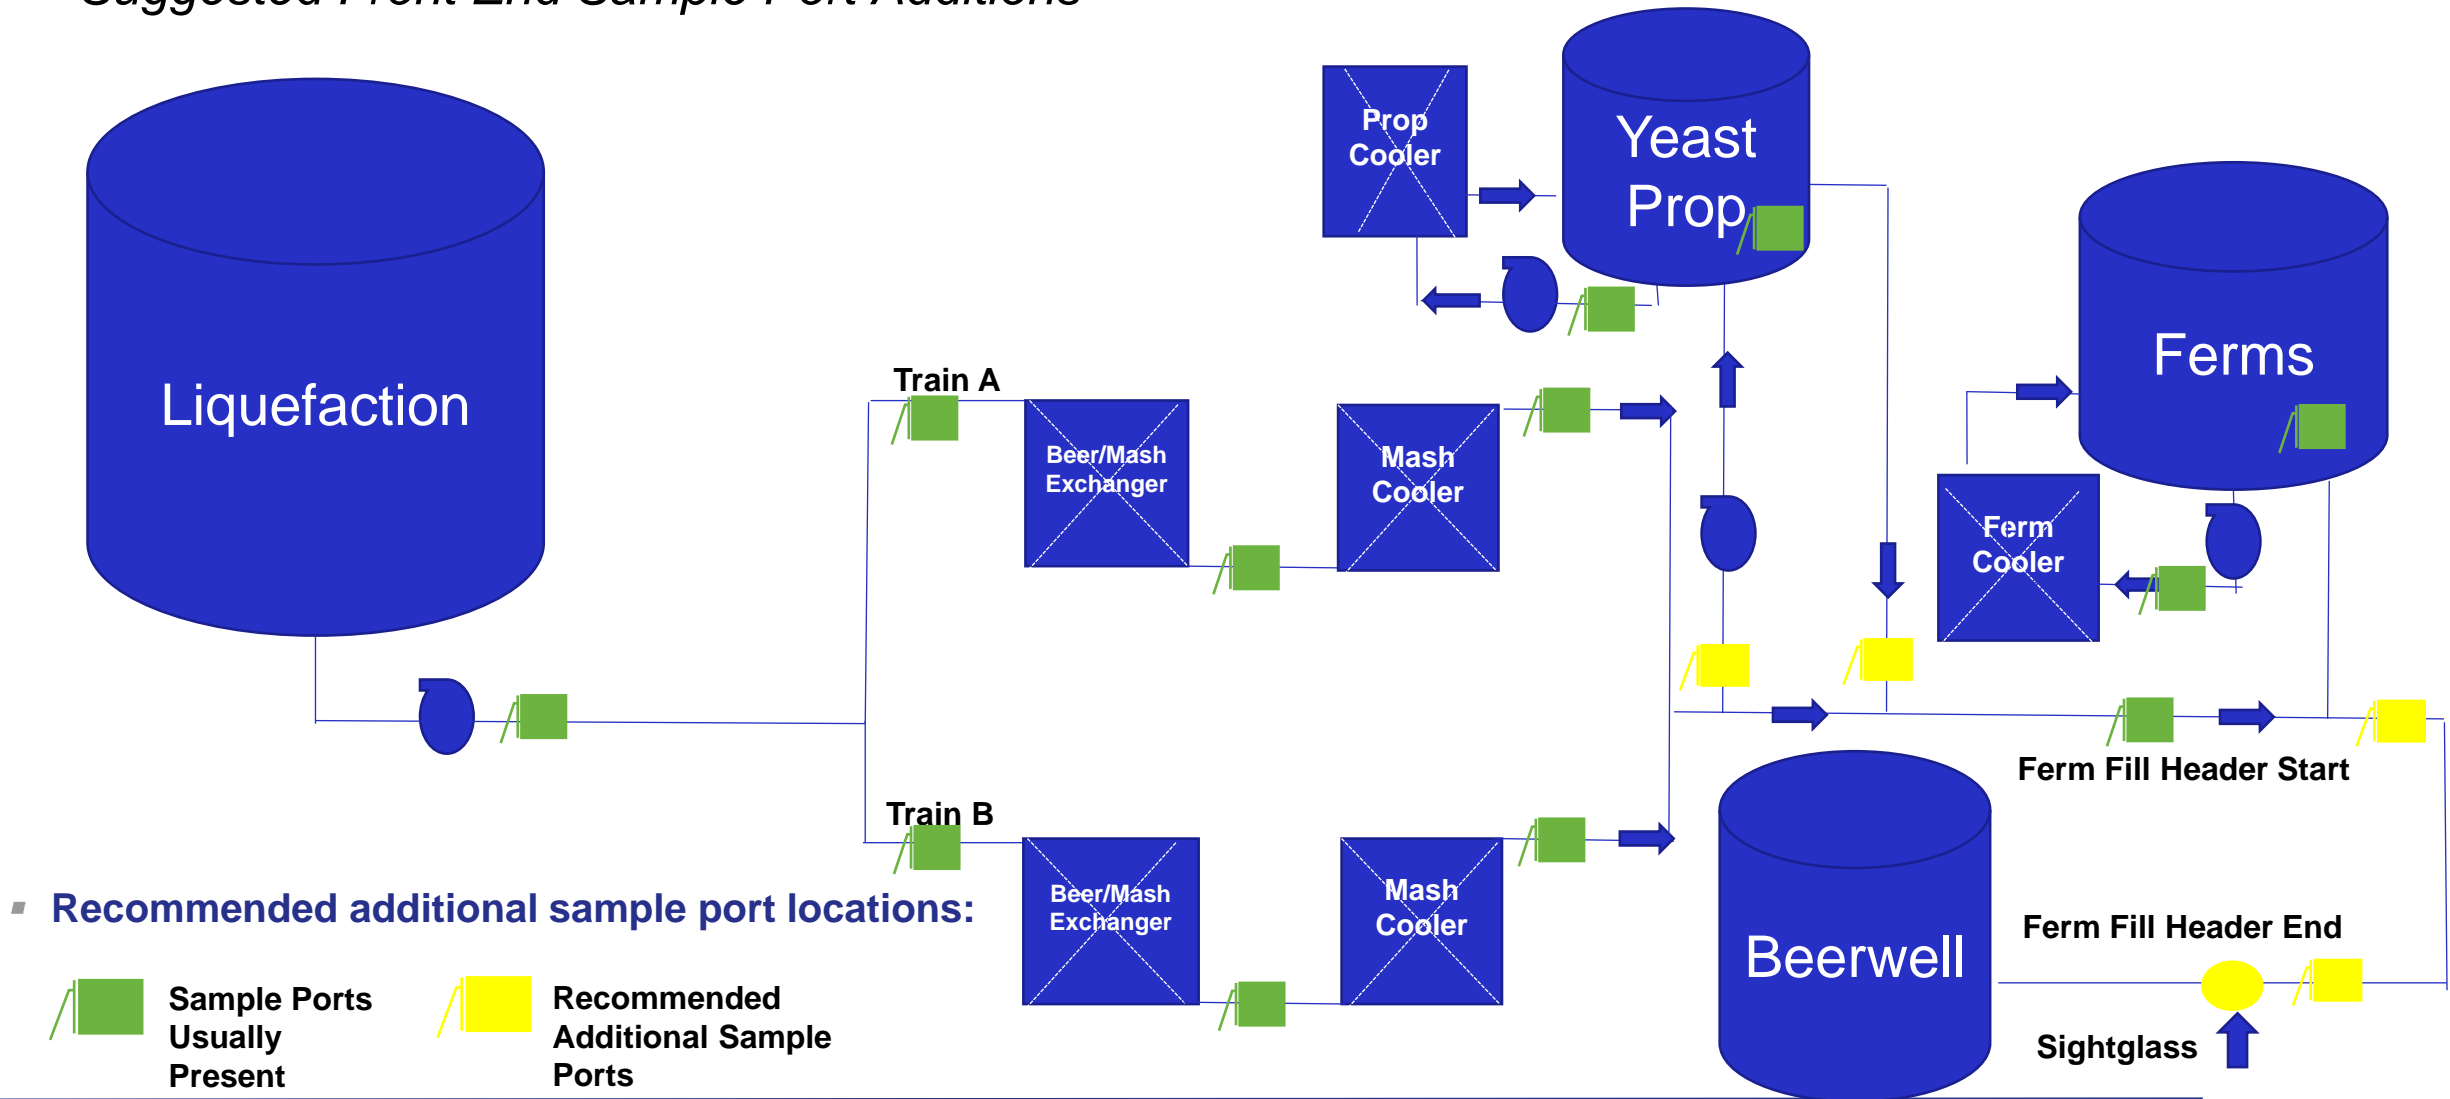 Suggested Front End Sample Port Additions
Prop
Cooler
Yeast
Prop
Ferms
Liquefaction
Train A
Beer/Mash
Exchanger
Mash
Cooler
Ferm
Cooler
Ferm Fill Header Start
Train B
Beer/Mash
Exchanger
Mash
Cooler
Beerwell
Ferm Fill Header End
Sightglass
▪ Recommended additional sample port locations:
Sample Ports
Usually
Present
Recommended
Additional Sample
Ports